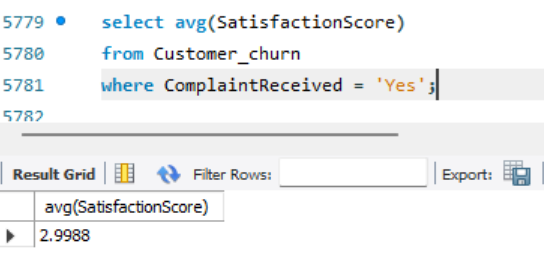 5779 select avg(SatisfactionScore)
5780 from Customer_churn
5781 where ComplaintReceived = 'Yes';
5782
Result Grid Filter Rows: Export:
avg(SatisfactionScore)
2.9988